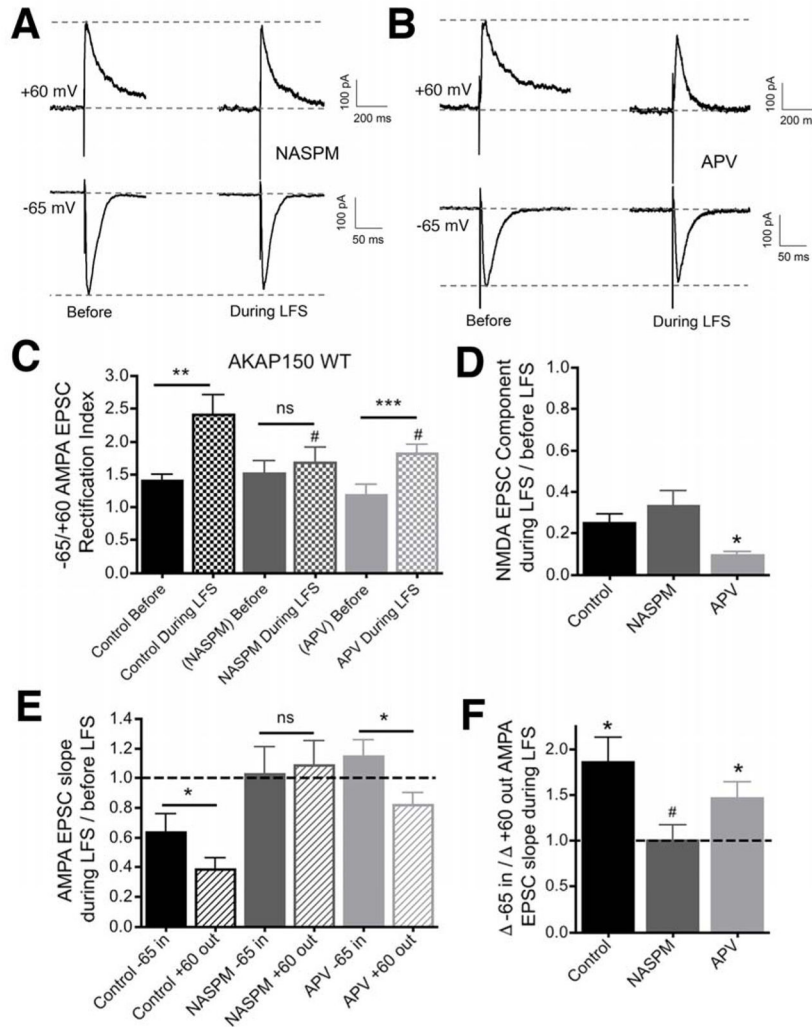 A
+60 mV
100 pA
200 ms
NASPM
-65 mV
100 pA
50 ms
Before
During LFS
B
+60 mV
100 pA
200 m
APV
-65 mV
100 pA
50 ms
Before
During LFS
C
AKAP150 WT
-65/+60 AMPA EPSC
Rectification Index
3.0
2.5
2.0
1.5
1.0
0.5
0.0
**
ns
#
***
#
Control Before
Control During LFS
(NASPM) Before
NASPM During LFS
(APV) Before
APV During LFS
D
NMDA EPSC Component
during LFS / before LFS
1.0
0.8
0.6
0.4
0.2
0
*
Control
NASPM
APV
E
AMPA EPSC slope
during LFS / before LFS
1.4
1.2
1.0
0.8
0.6
0.4
0.2
0.0
*
ns
*
Control -65 in
Control +60 out
NASPM -65 in
NASPM +60 out
APV -65 in
APV +60 out
F
Δ -65 in / Δ +60 out AMPA
EPSC slope during LFS
2.0
1.5
1.0
0.5
0.0
*
#
*
Control
NASPM
APV